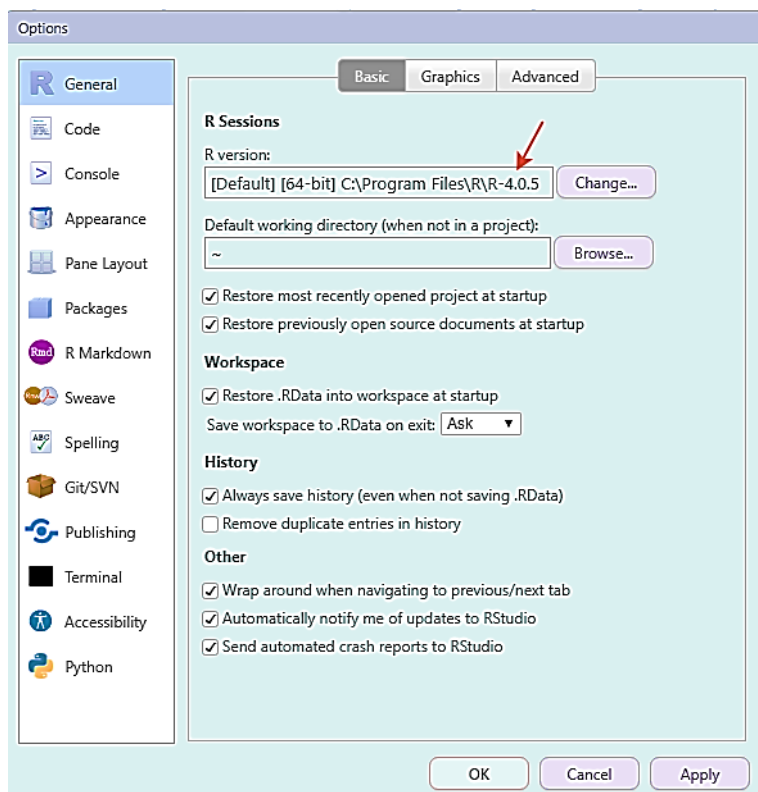 Options
General
Code
Console
Appearance
Pane Layout
Packages
Rmd R Markdown
Sweave
ABC Spelling
Git/SVN
Publishing
Terminal
Accessibility
Python
Basic Graphics Advanced
R Sessions
R version:
[Default] [64-bit] C:\Program Files\R\R-4.0.5 Change...
Default working directory (when not in a project):
~ Browse...
Restore most recently opened project at startup
Restore previously open source documents at startup
Workspace
Restore .RData into workspace at startup
Save workspace to .RData on exit: Ask
History
Always save history (even when not saving .RData)
Remove duplicate entries in history
Other
Wrap around when navigating to previous/next tab
Automatically notify me of updates to RStudio
Send automated crash reports to RStudio
OK Cancel Apply